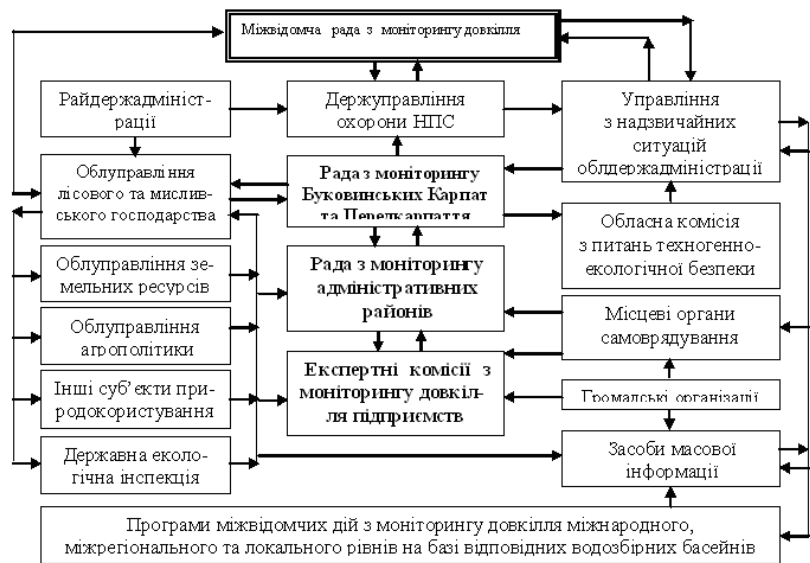 Міжвідомча рада з моніторингу довкілля
Райдержадмініст-
рації
Держуправління
охорони НПС
Управління
з надзвичайних
ситуацій
облдержадміністрації
Облуправління
лісового та мислив-
ського господарства
Рада з моніторингу
Буковинських Карпат
та Передкарпаття
Обласна комісія
з питань техногенно-
екологічної безпеки
Облуправління зе-
мельних ресурсів
Рада з моніторингу
адміністративних
районів
Місцеві органи
самоврядування
Облуправління
агрополітики
Експертні комісії з
моніторингу довкіл-
ля підприємств
Інші суб’єкти при-
родокористування
Громадські організації
Державна еколо-
гічна інспекція
Засоби масової
інформації
Програми міжвідомчих дій з моніторингу довкілля міжнародного,
міжрегіонального та локального рівнів на базі відповідних водозбірних басейнів